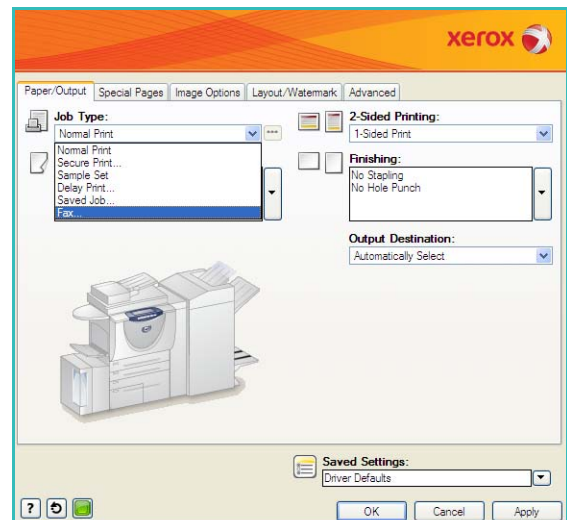 xerox
Paper/Output Special Pages Image Options Layout/Watermark Advanced
Job Type:
Normal Print
Normal Print
Secure Print...
Sample Set
Delay Print...
Saved Job...
Fax...
2-Sided Printing:
1-Sided Print
Finishing:
No Stapling
No Hole Punch
Output Destination:
Automatically Select
Saved Settings:
Driver Defaults
? OK Cancel Apply